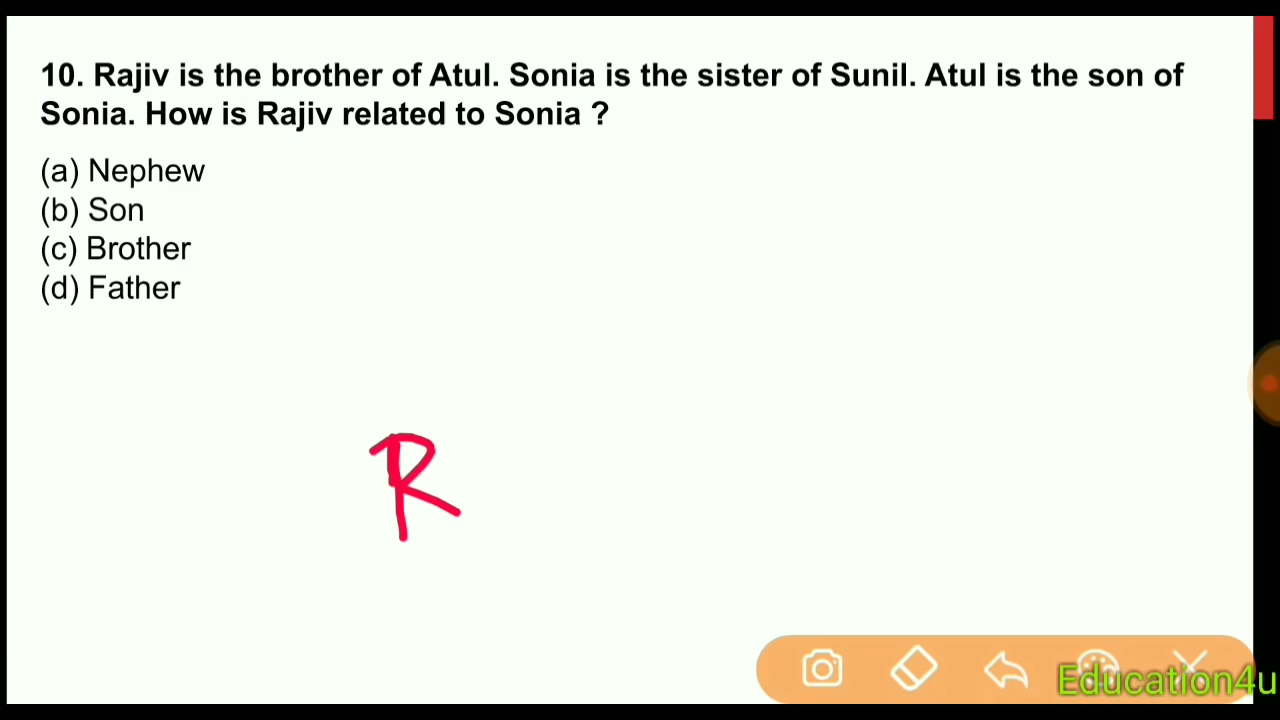 10. Rajiv is the brother of Atul. Sonia is the sister of Sunil. Atul is the son of
Sonia. How is Rajiv related to Sonia ?
(a) Nephew
(b) Son
(c) Brother
(d) Father
R
Education4u